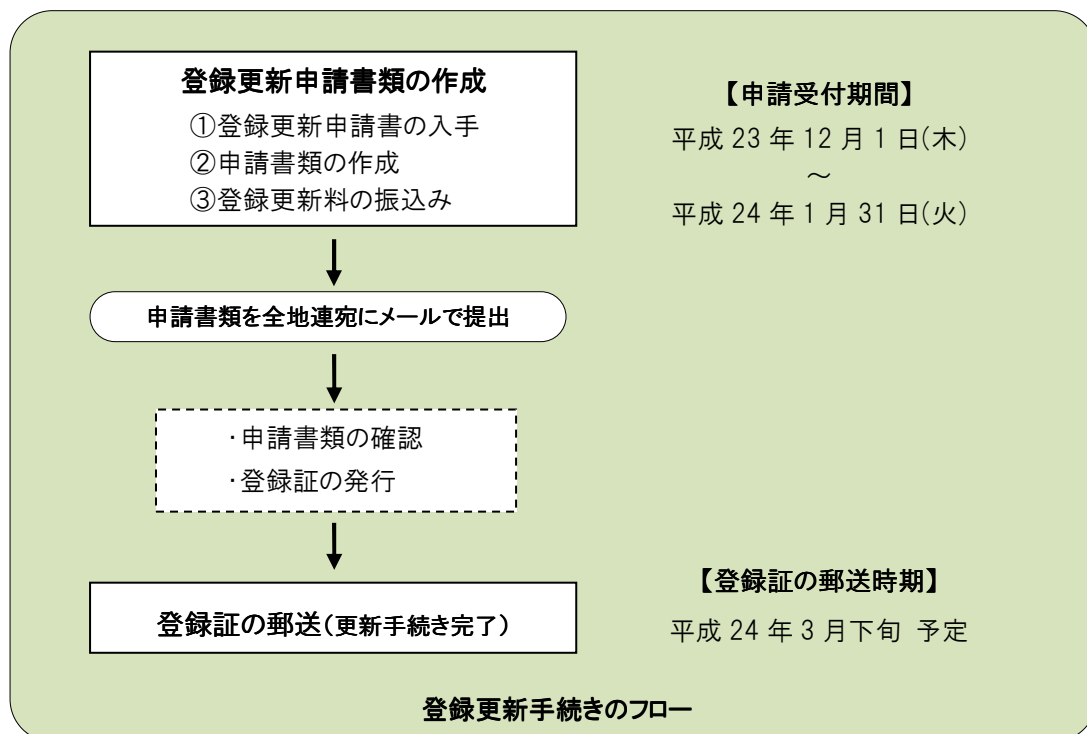 登録更新申請書類の作成
①登録更新申請書の入手
②申請書類の作成
③登録更新料の振込み
【申請受付期間】
平成 23 年 12 月 1 日(木)
～
平成 24 年 1 月 31 日(火)
申請書類を全地連宛にメールで提出
・申請書類の確認
・登録証の発行
登録証の郵送(更新手続き完了)
【登録証の郵送時期】
平成 24 年 3 月下旬 予定
登録更新手続きのフロー